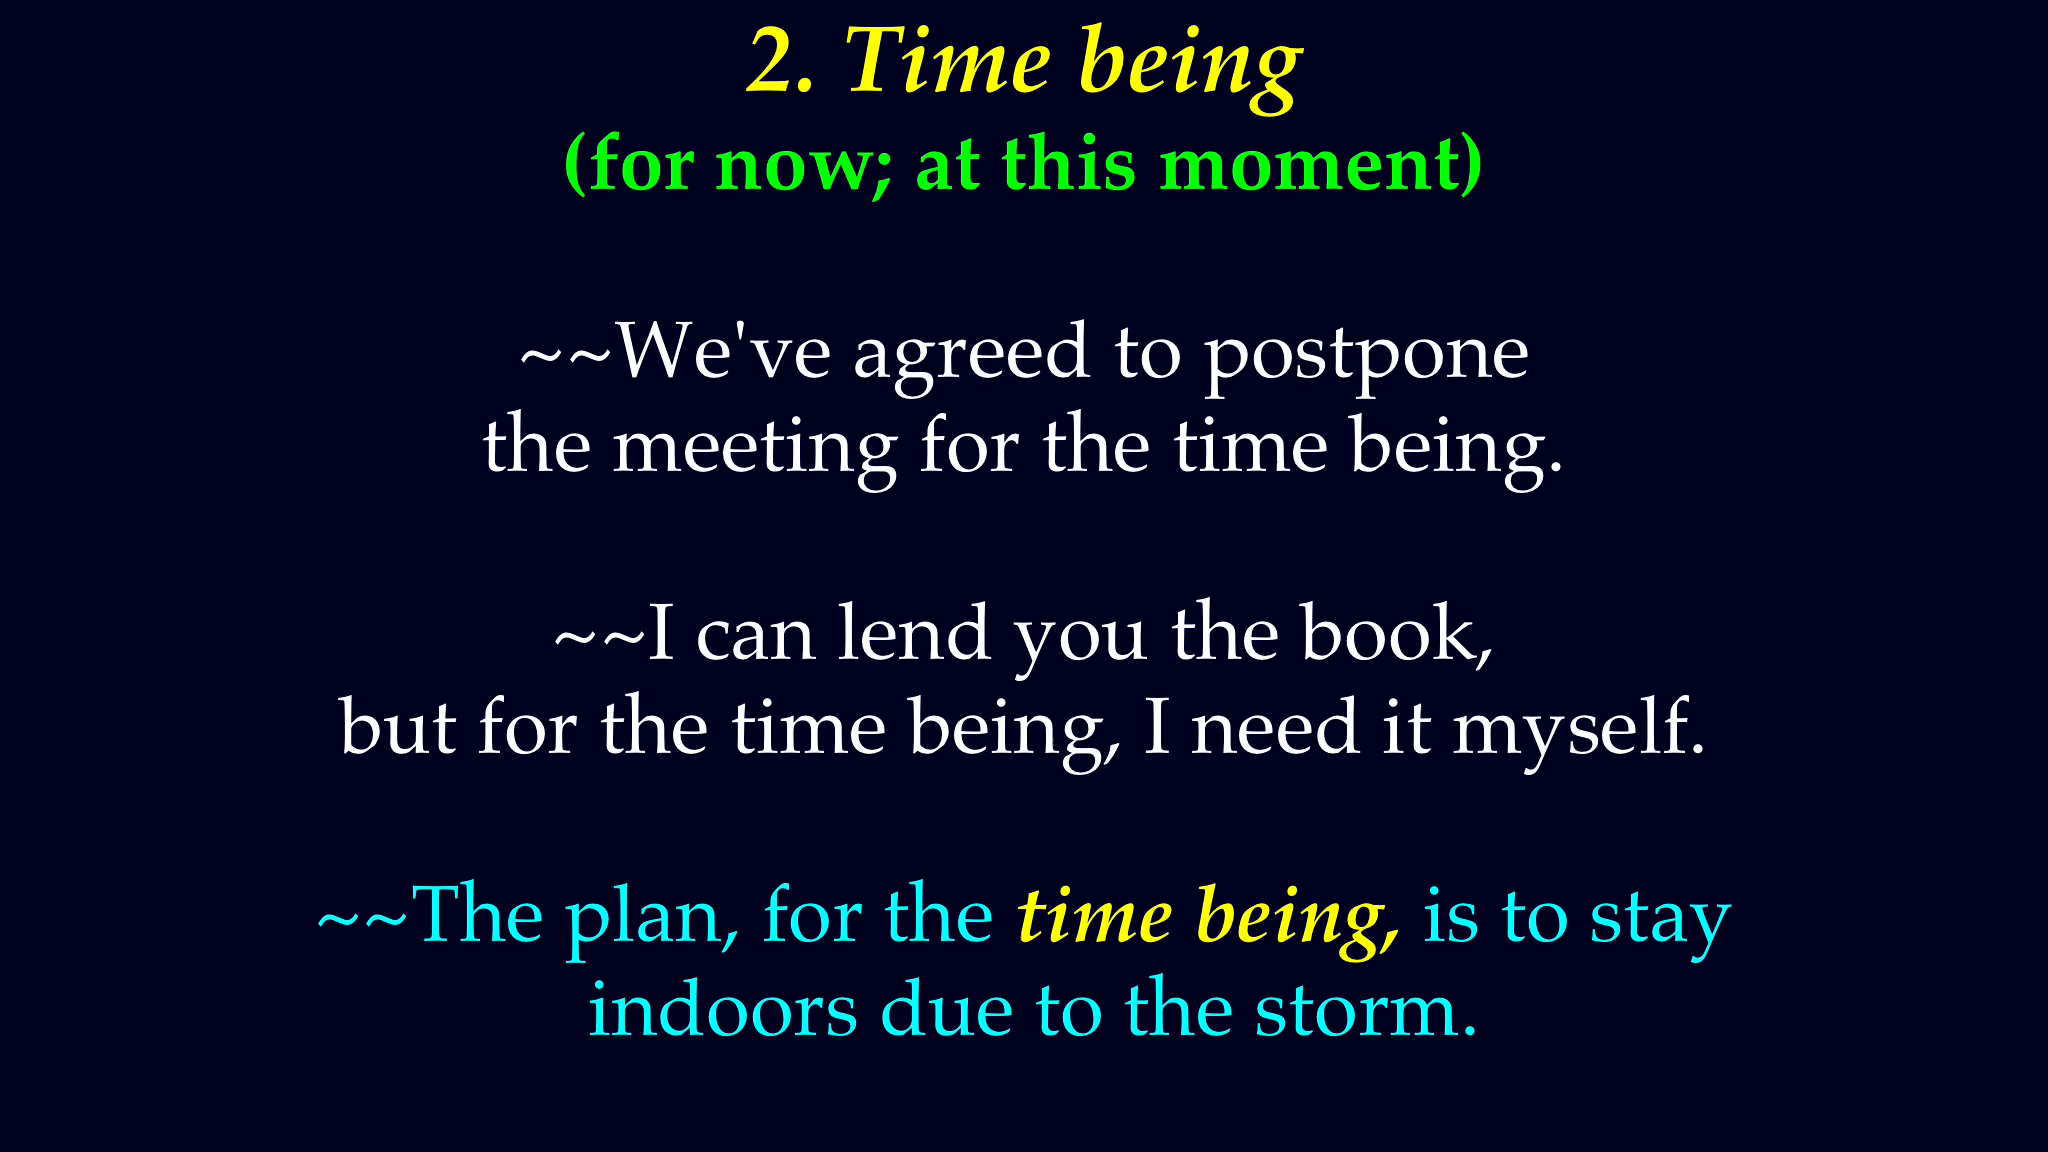 2. Time being
(for now; at this moment)
~~We've agreed to postpone
the meeting for the time being.
~~I can lend you the book,
but for the time being, I need it myself.
~~The plan, for the time being, is to stay
indoors due to the storm.